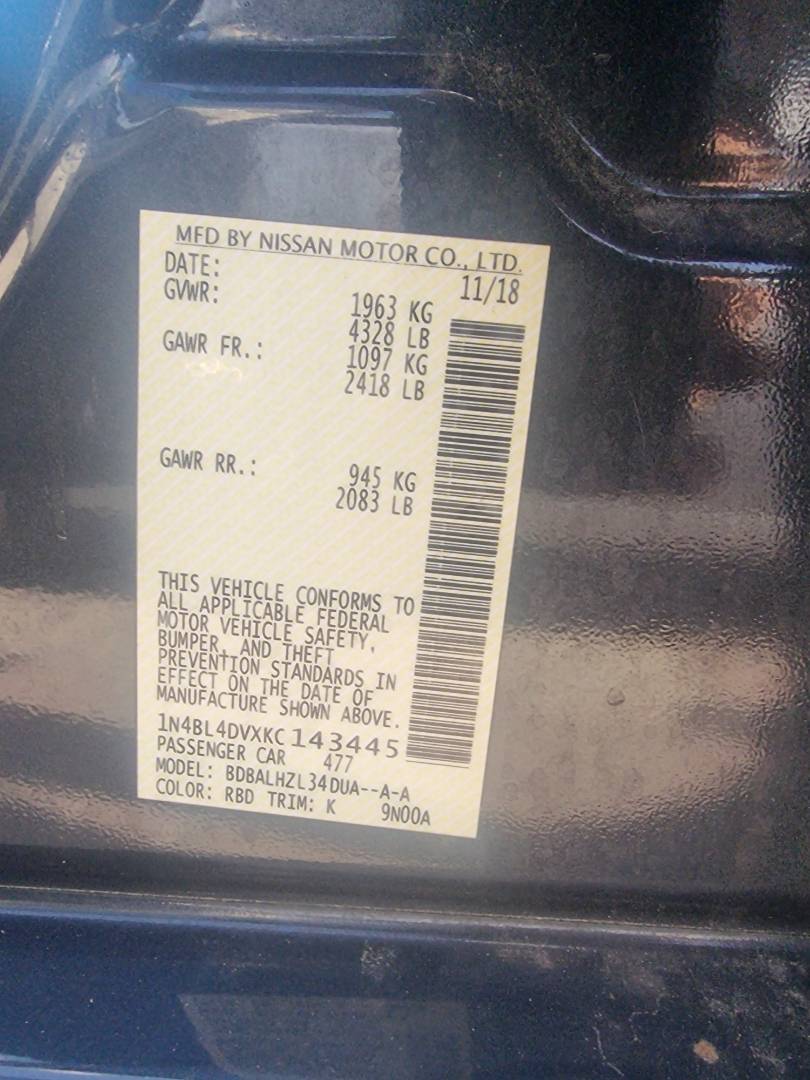 MFD BY NISSAN MOTOR CO., LTD.
DATE: 11/18
GVWR: 1963 KG
4328 LB
GAWR FR.: 1097 KG
2418 LB
GAWR RR.: 945 KG
2083 LB
THIS VEHICLE CONFORMS TO
ALL APPLICABLE FEDERAL
MOTOR VEHICLE SAFETY,
BUMPER, AND THEFT
PREVENTION STANDARDS IN
EFFECT ON THE DATE OF
MANUFACTURE SHOWN ABOVE.
1N4BL4DVXKC143445
PASSENGER CAR 477
MODEL: BDBALHZL34DUA--A-A
COLOR: RBD TRIM: K 9N00A